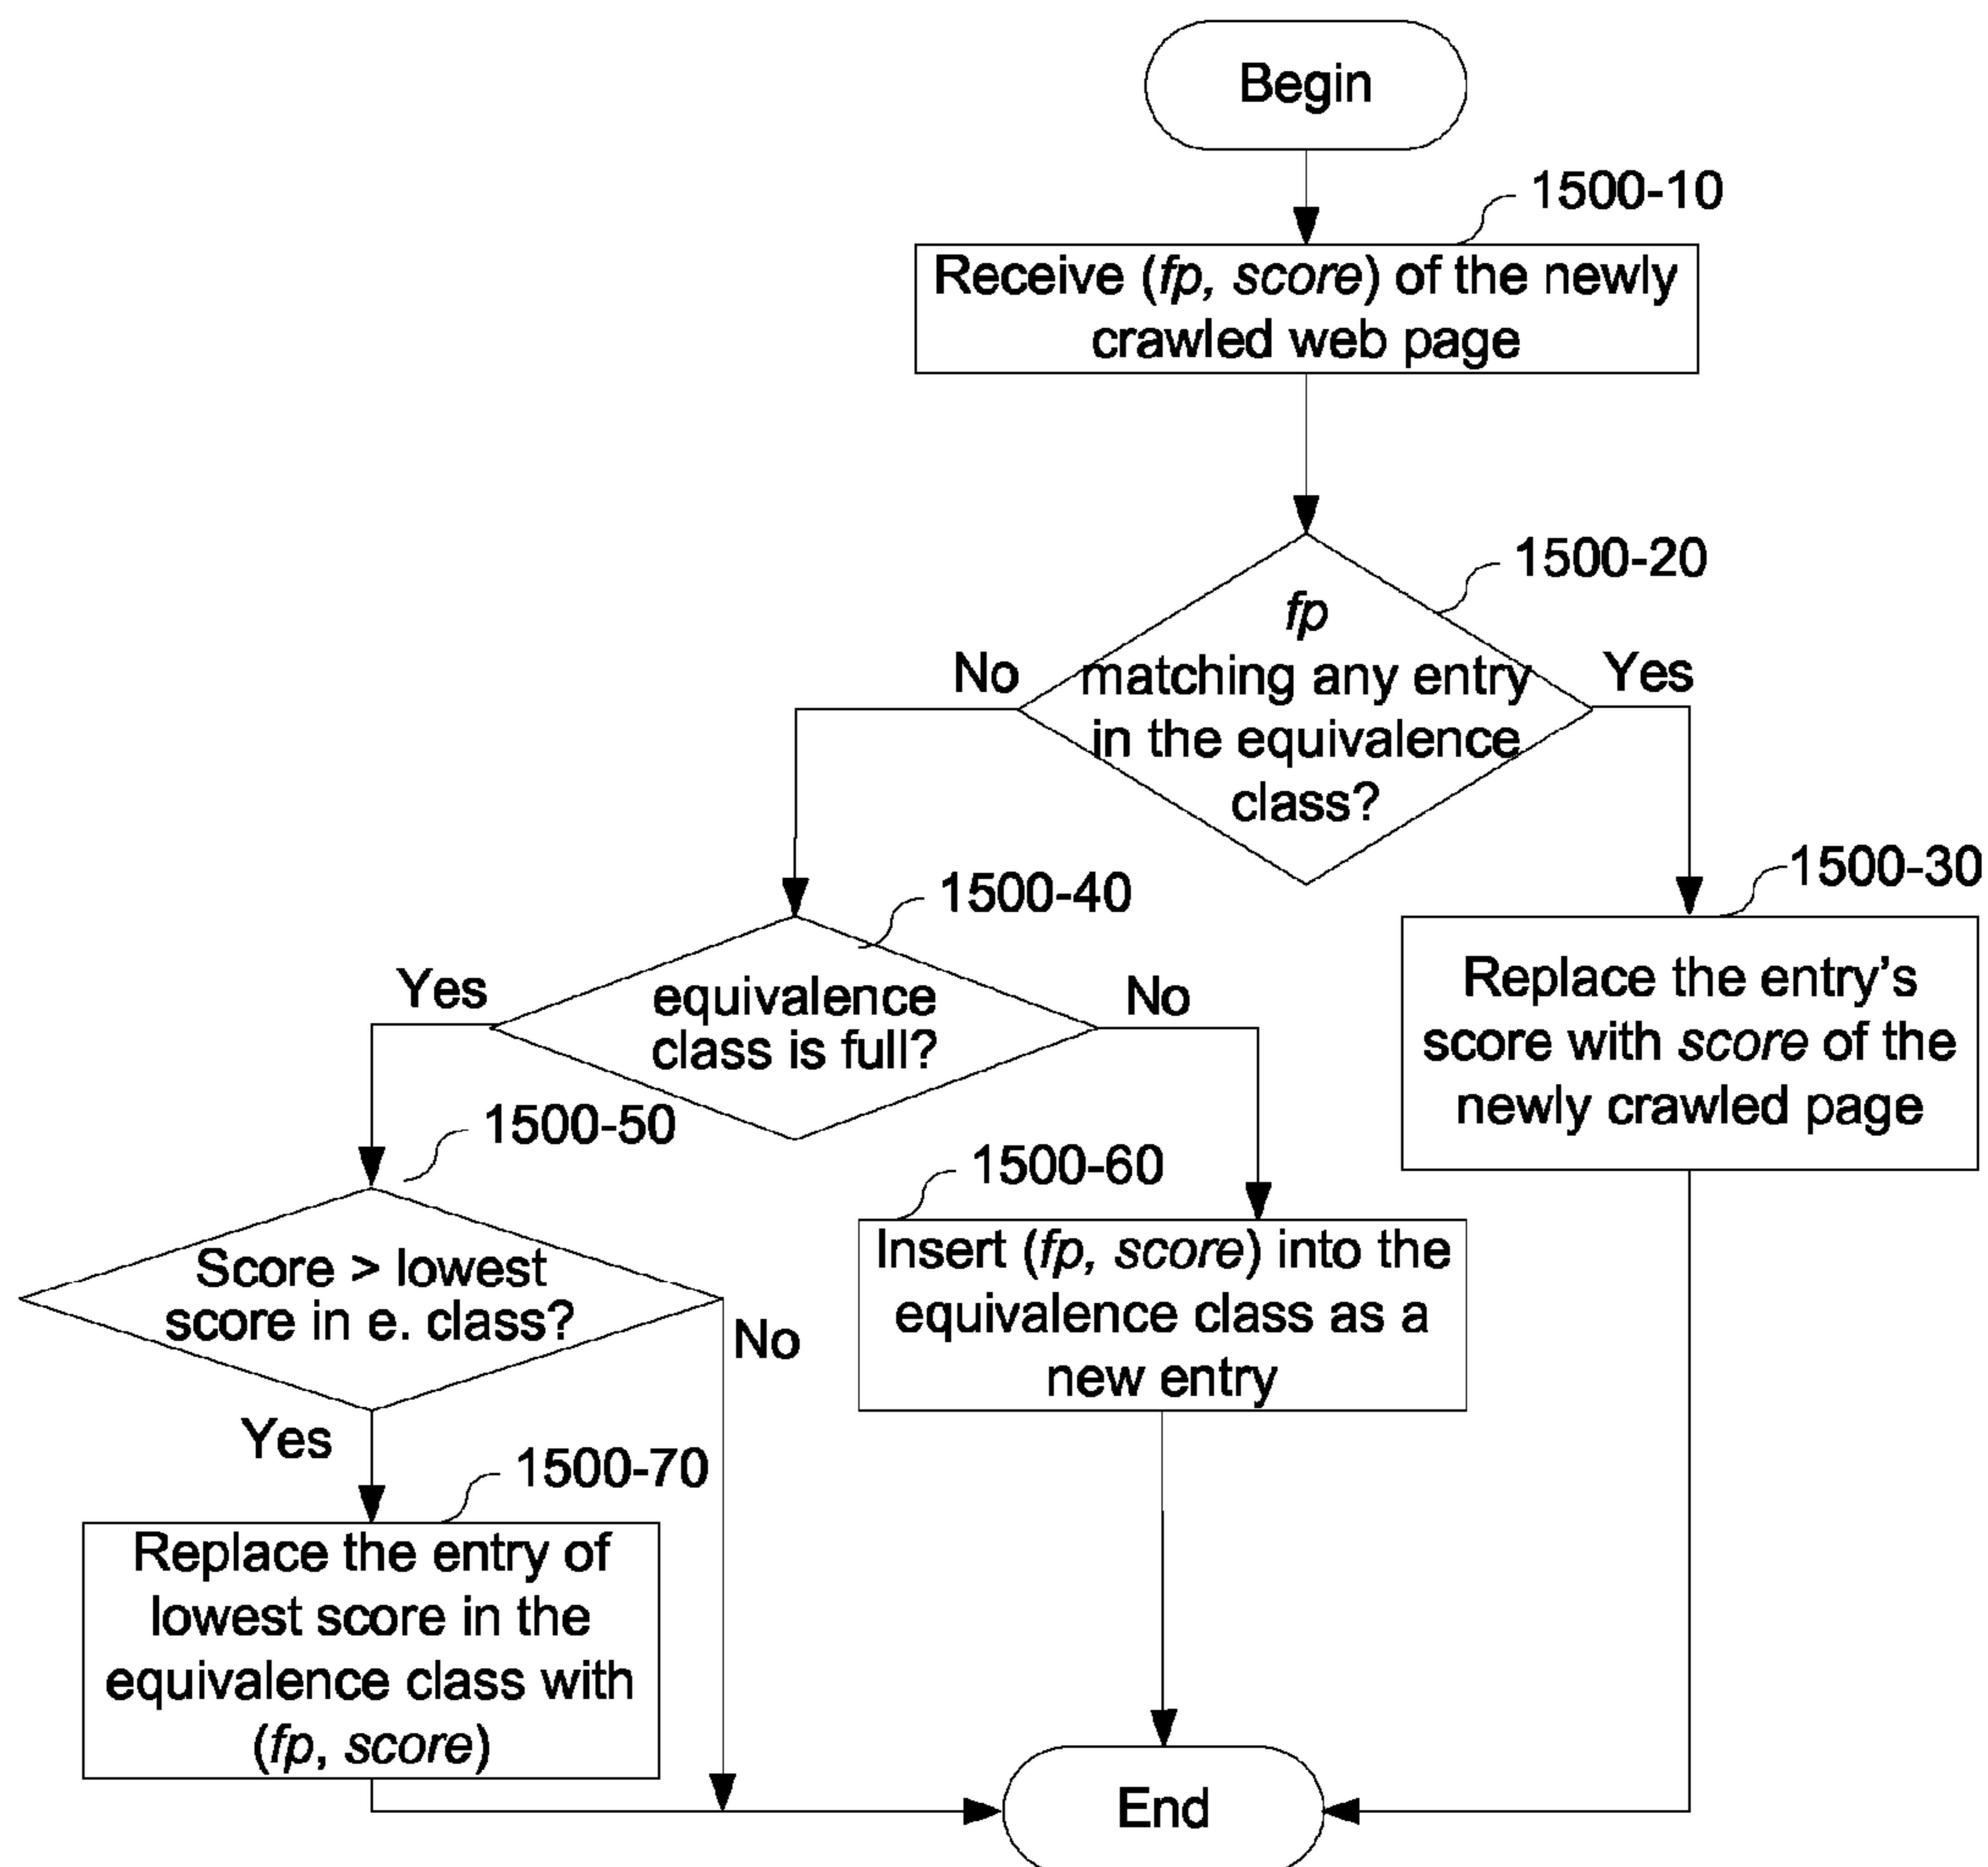 Begin
1500-10
Receive (fp, score) of the newly
crawled web page
1500-20
fp
matching any entry
in the equivalence
class?
No
Yes
1500-30
Replace the entry’s
score with score of the
newly crawled page
1500-40
equivalence
class is full?
Yes
No
1500-50
Score > lowest
score in e. class?
No
Yes
1500-60
Insert (fp, score) into the
equivalence class as a
new entry
1500-70
Replace the entry of
lowest score in the
equivalence class with
(fp, score)
End